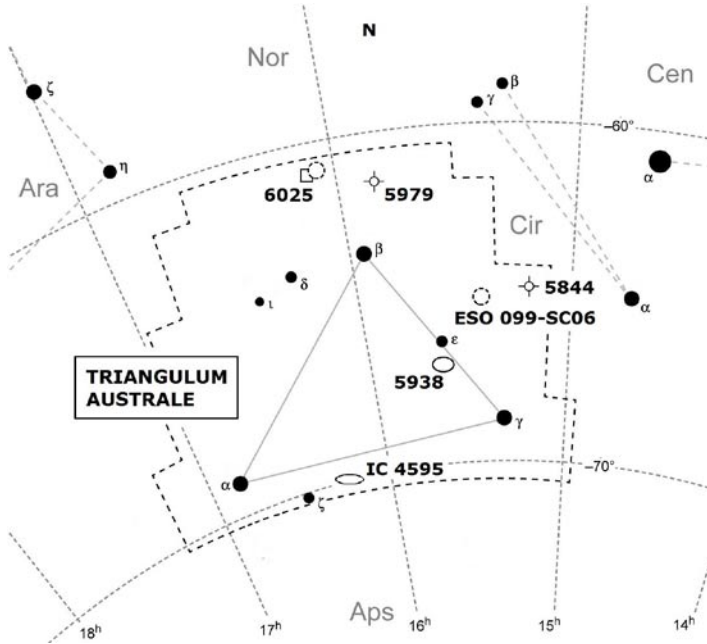 N
Nor
β
Cen
ζ
γ
–60°
η
α
Ara
6025
5979
Cir
β
δ
5844
ι
α
ESO 099-SC06
ε
TRIANGULUM
AUSTRALE
5938
γ
IC 4595
–70°
α
ζ
Aps
18h
17h
16h
15h
14h